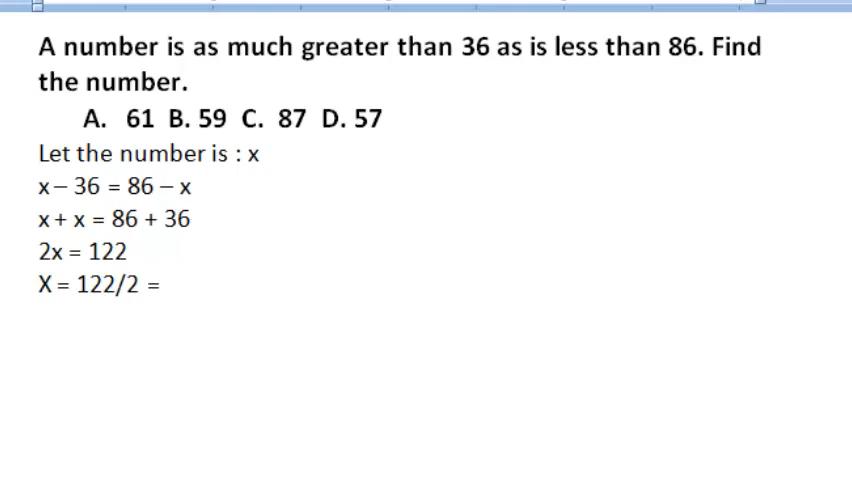 A number is as much greater than 36 as is less than 86. Find
the number.
A. 61 B. 59 C. 87 D. 57
Let the number is : x
x – 36 = 86 – x
x + x = 86 + 36
2x = 122
X = 122/2 =